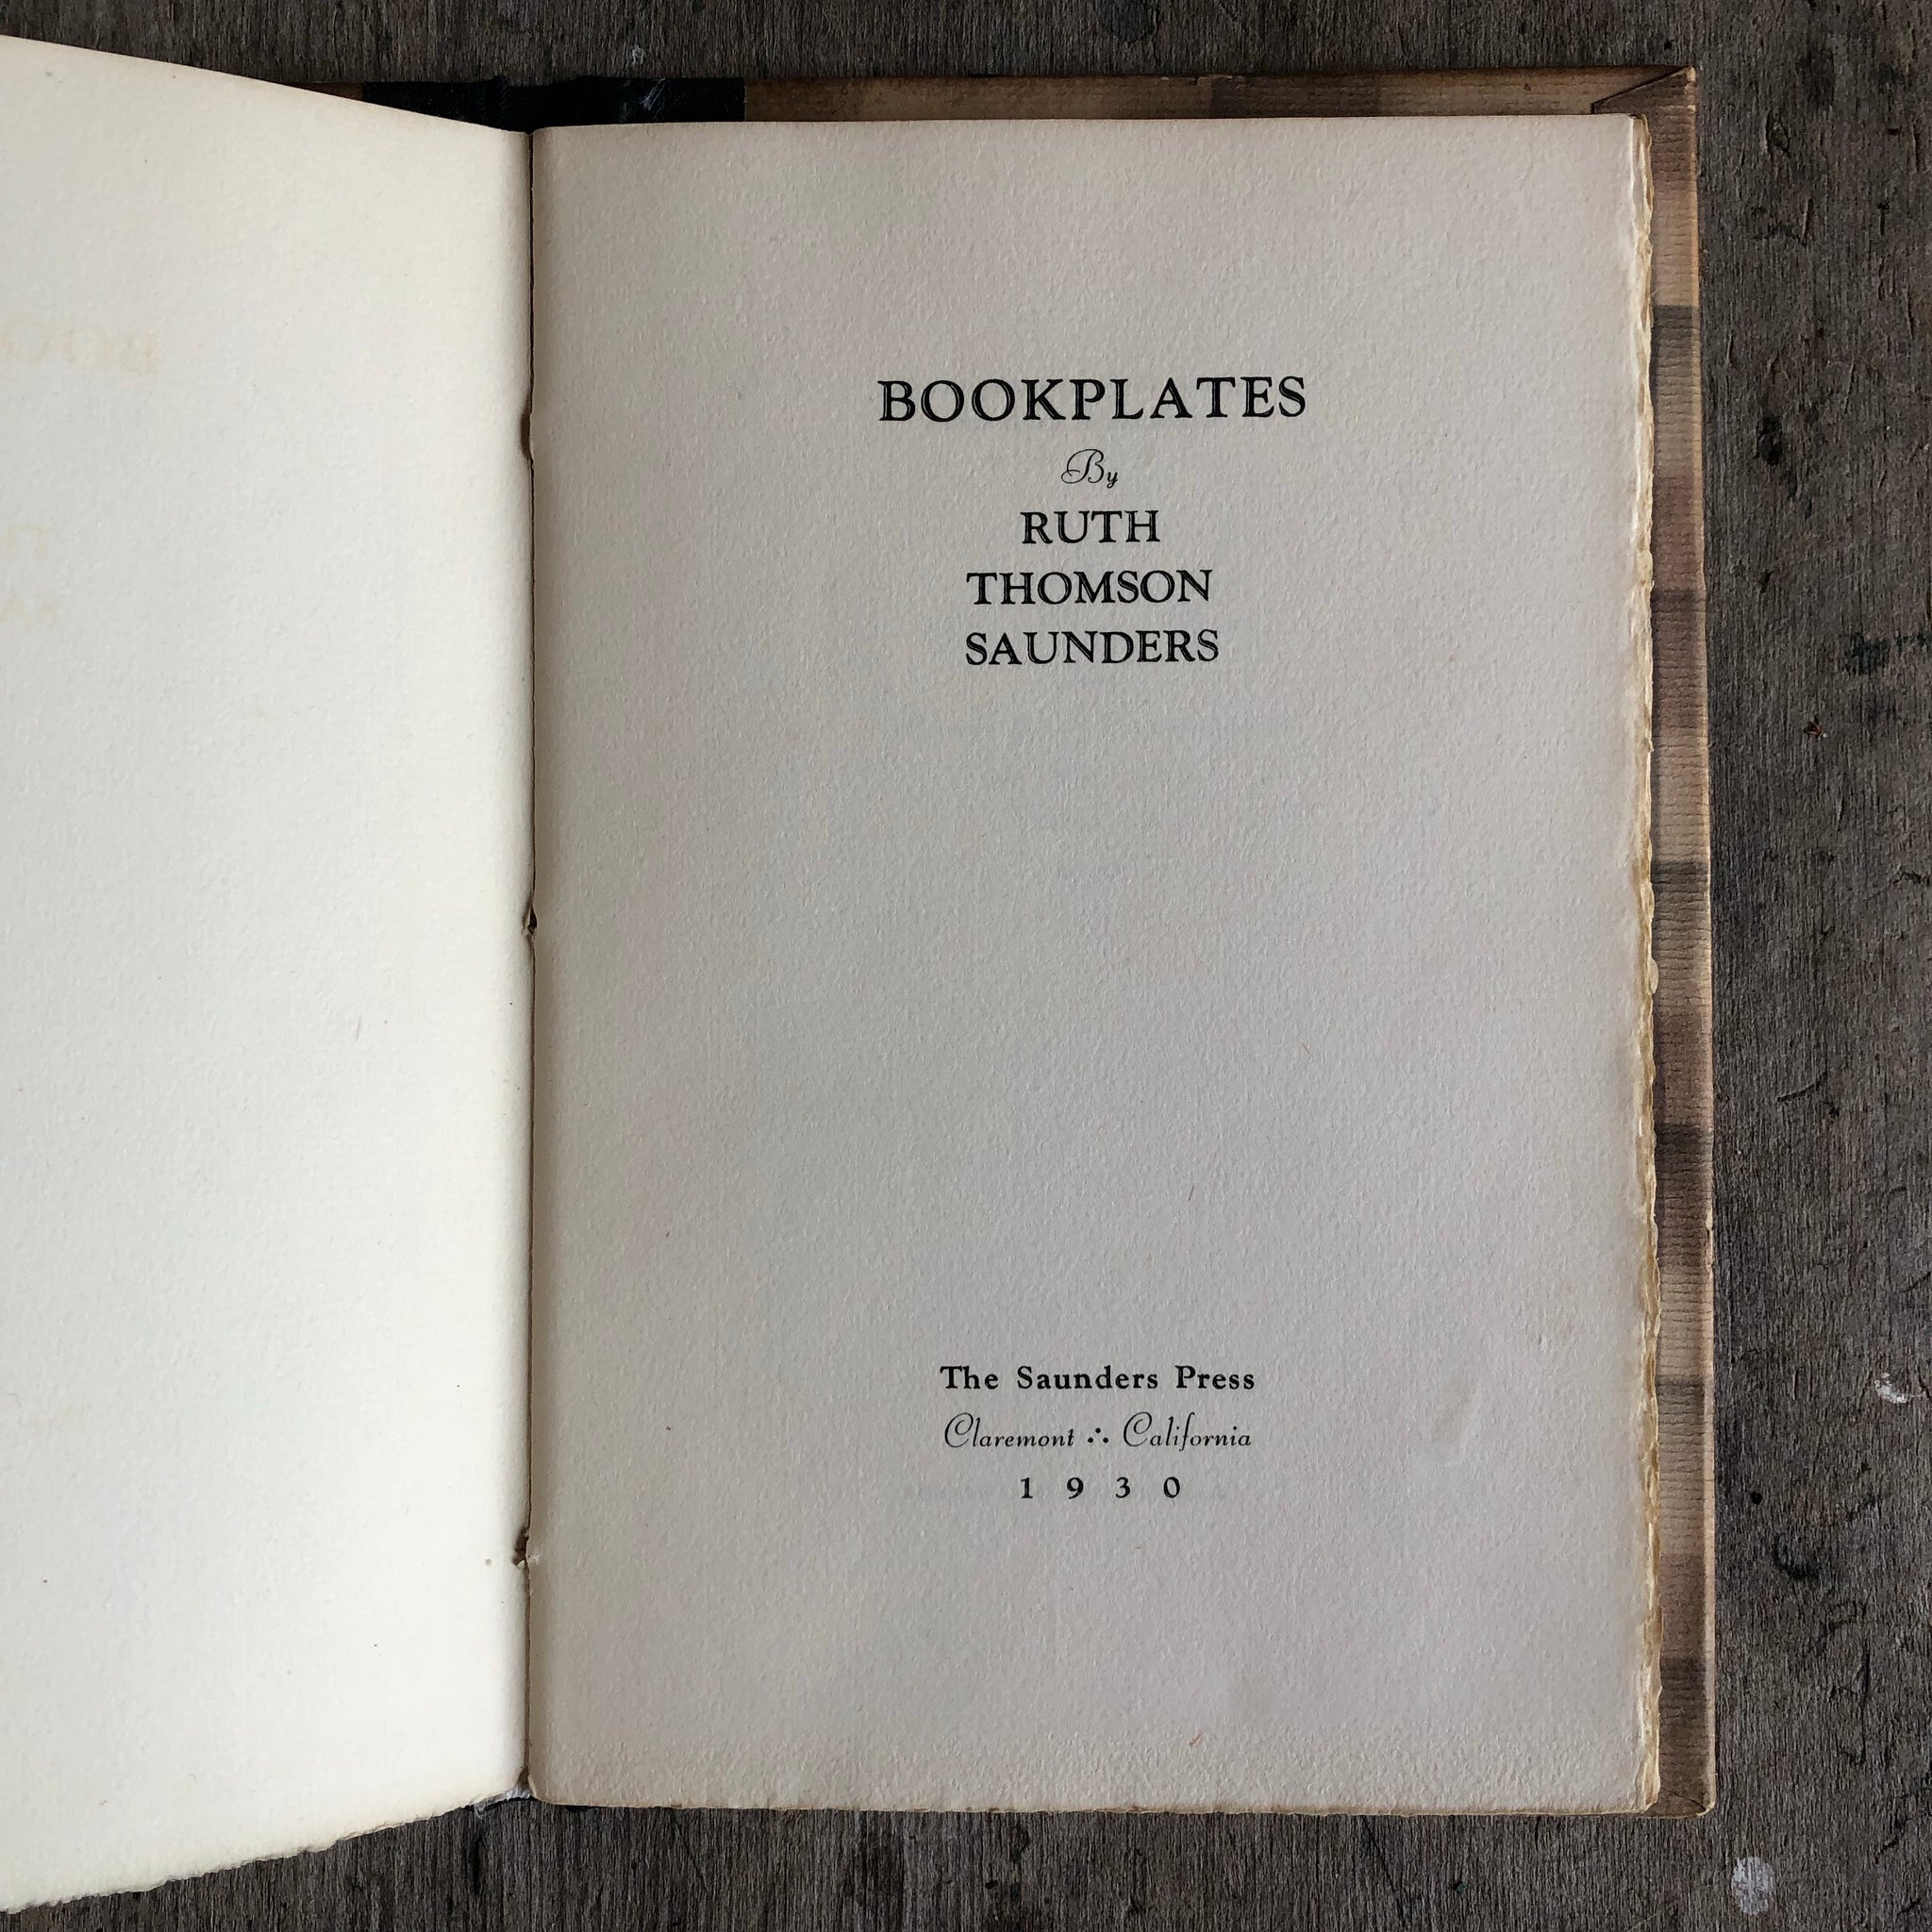 BOOKPLATES
By
RUTH
THOMSON
SAUNDERS
The Saunders Press
Claremont ∴ California
1 9 3 0